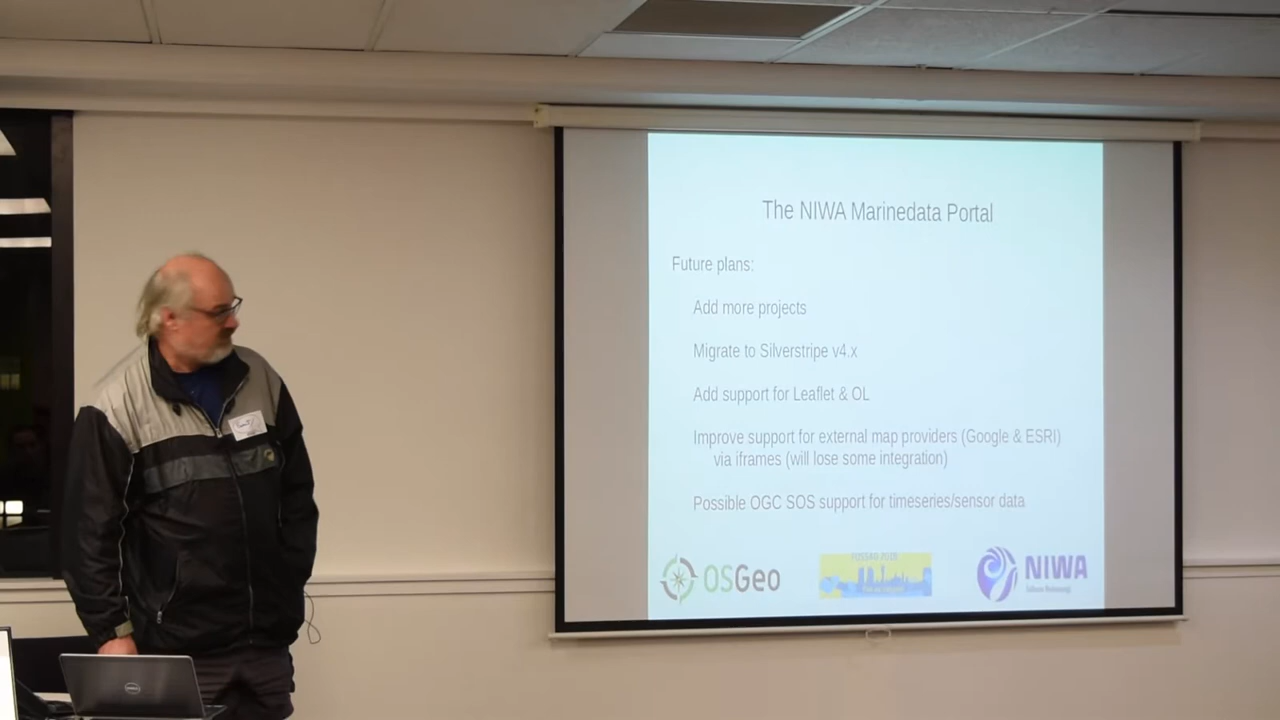 The NIWA Marinedata Portal
Future plans:
Add more projects
Migrate to Silverstripe v4.x
Add support for Leaflet & OL
Improve support for external map providers (Google & ESRI)
via iframes (will lose some integration)
Possible OGC SOS support for timeseries/sensor data
OSGeo
NIWA
DELL